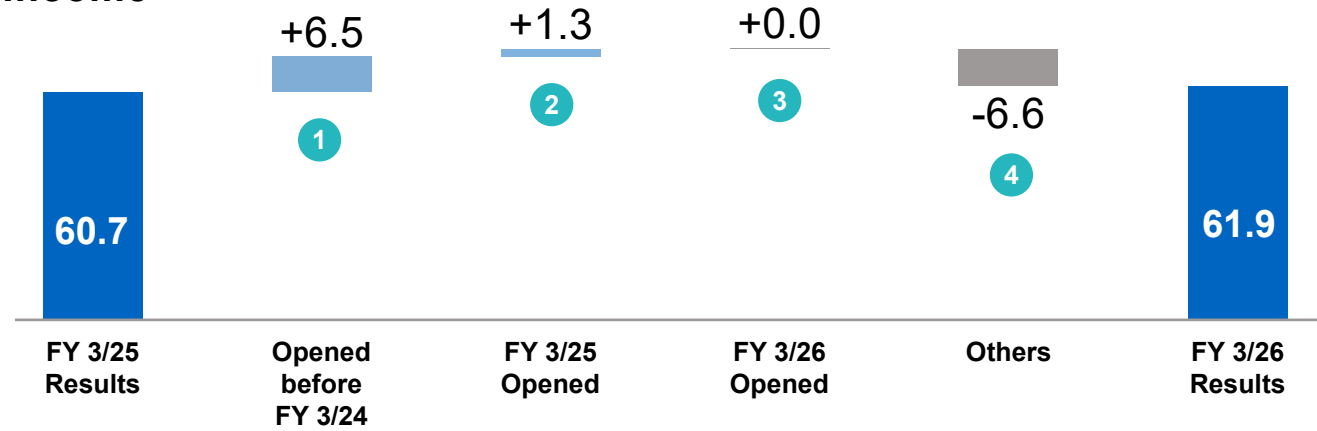 +6.5
+1.3
+0.0
-6.6
1
2
3
4
60.7
61.9
FY 3/25
Results
Opened
before
FY 3/24
FY 3/25
Opened
FY 3/26
Opened
Others
FY 3/26
Results